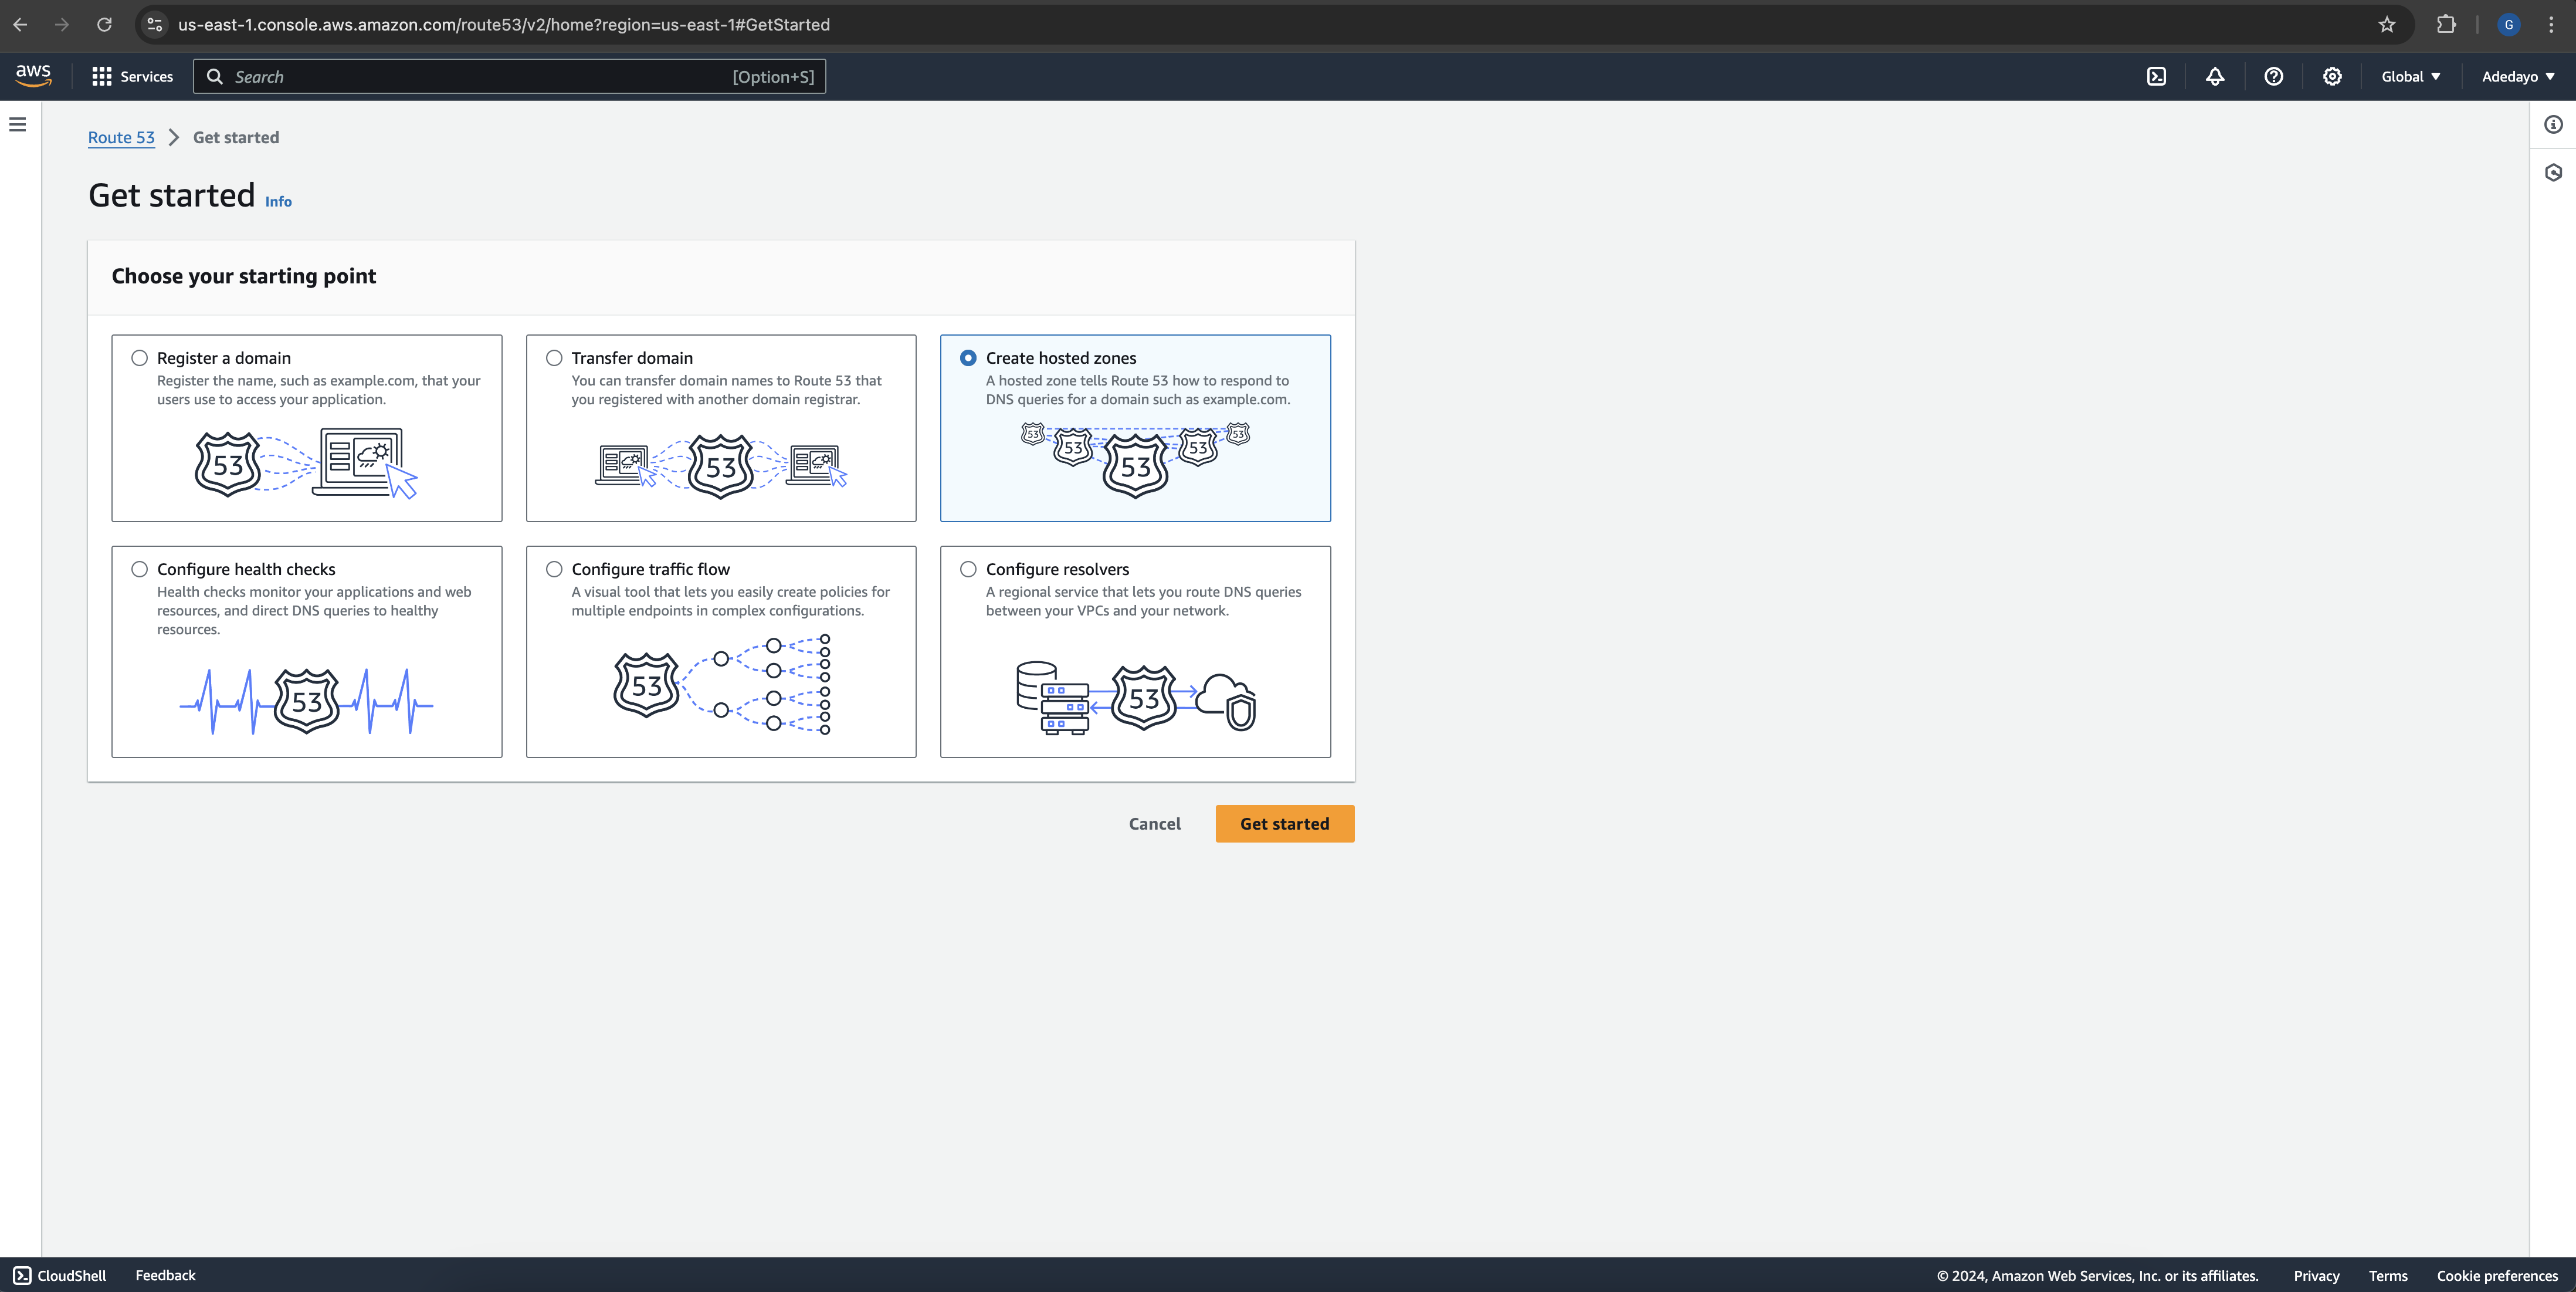 us-east-1.console.aws.amazon.com/route53/v2/home?region=us-east-1#GetStarted
G
aws
Services
Search
[Option+S]
Global
Adedayo
Route 53
Get started
Get started
Info
Choose your starting point
Register a domain
Register the name, such as example.com, that your
users use to access your application.
53
Transfer domain
You can transfer domain names to Route 53 that
you registered with another domain registrar.
53
Create hosted zones
A hosted zone tells Route 53 how to respond to
DNS queries for a domain such as example.com.
53
53
53
53
53
Configure health checks
Health checks monitor your applications and web
resources, and direct DNS queries to healthy
resources.
53
Configure traffic flow
A visual tool that lets you easily create policies for
multiple endpoints in complex configurations.
53
Configure resolvers
A regional service that lets you route DNS queries
between your VPCs and your network.
53
Cancel
Get started
CloudShell
Feedback
© 2024, Amazon Web Services, Inc. or its affiliates.
Privacy
Terms
Cookie preferences